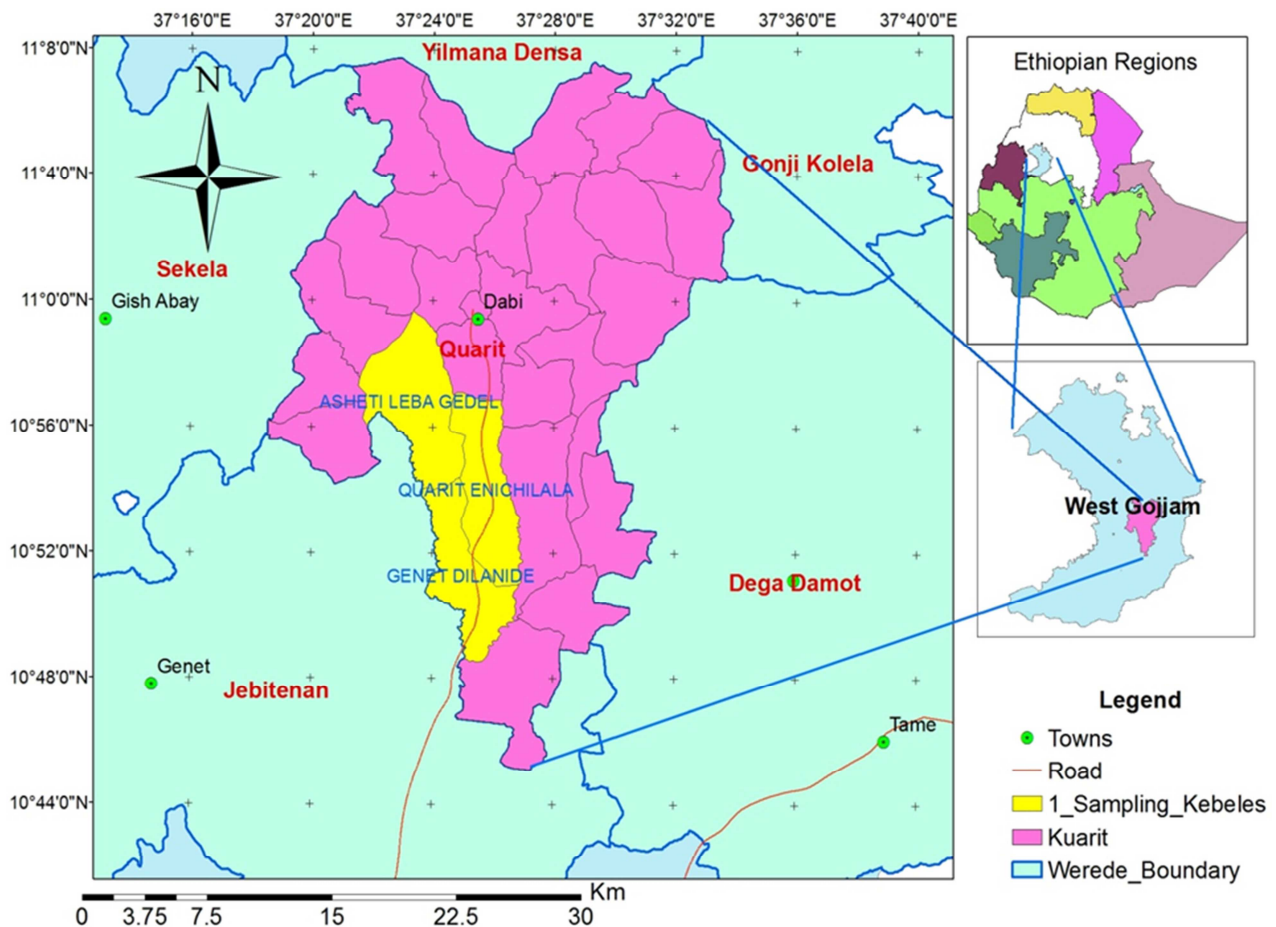 37°16'0"E 37°20'0"E 37°24'0"E 37°28'0"E 37°32'0"E 37°36'0"E 37°40'0"E
11°8'0"N
11°4'0"N
11°0'0"N
10°56'0"N
10°52'0"N
10°48'0"N
10°44'0"N
N
Yilmana Densa
Gonji Kolela
Sekela
Gish Abay
Dabi
Quarit
ASHETI LEBA GEDEL
QUARIT ENICHILALA
GENET DILANIDE
Dega Damot
Genet
Jebitenan
Tame
Km
0 3.75 7.5 15 22.5 30
Ethiopian Regions
West Gojjam
Legend
Towns
Road
1_Sampling_Kebeles
Kuarit
Werede_Boundary